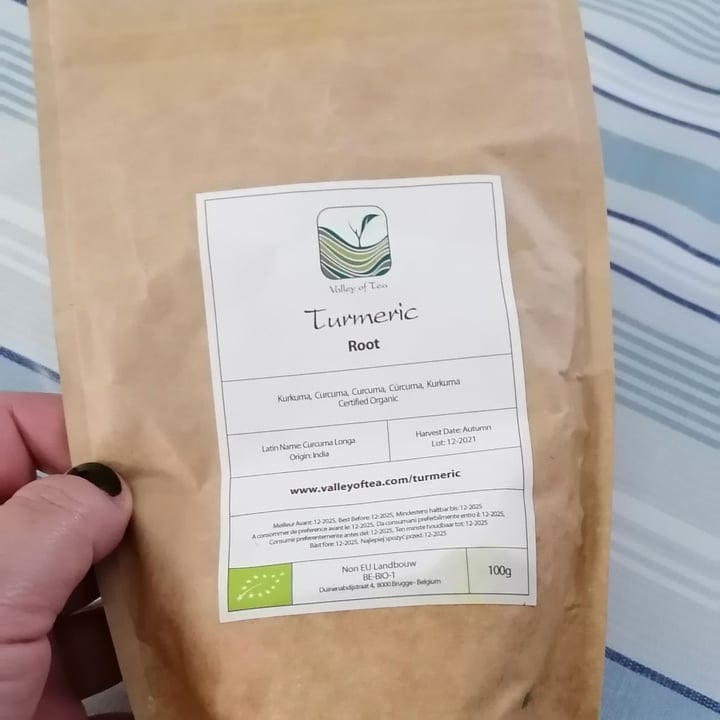 Valley of Tea
Turmeric
Root
Kurkuma, Curcuma, Curcuma, Cúrcuma, Kurkuma
Certified Organic
Latin Name: Curcuma Longa
Origin: India
Harvest Date: Autumn
Lot: 12-2021
www.valleyoftea.com/turmeric
Meilleur Avant: 12-2025, Best Before: 12-2025, Mindestens haltbar bis: 12-2025
A consommer de preference avant le: 12-2025, Da consumarsi preferibilmente entro il: 12-2025,
Consumir preferentemente antes del: 12-2025, Ten minste houdbaar tot: 12-2025
Bäst före: 12-2025, Najlepiej spożyć przed: 12-2025
Non EU Landbouw
BE-BIO-1
Duinenabdijstraat 4, 8000 Brugge - Belgium
100g